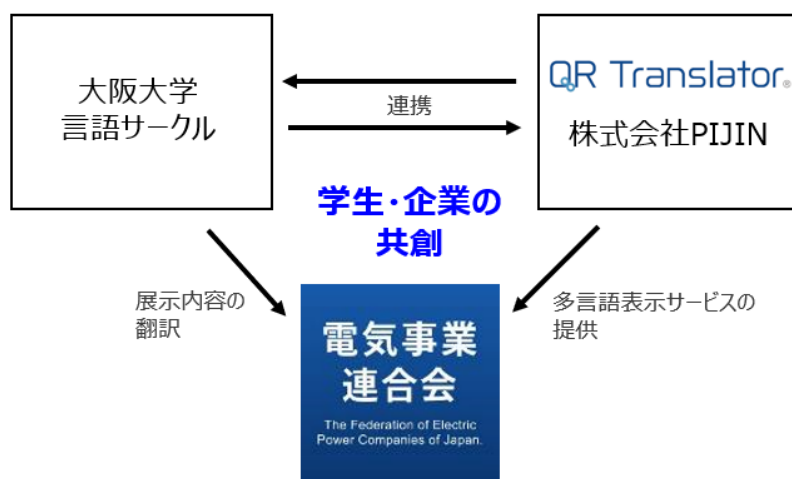 大阪大学
言語サークル
連携
QR Translator®
株式会社PIJIN
学生・企業の
共創
展示内容の
翻訳
多言語表示サービスの
提供
電気事業
連合会
The Federation of Electric
Power Companies of Japan.